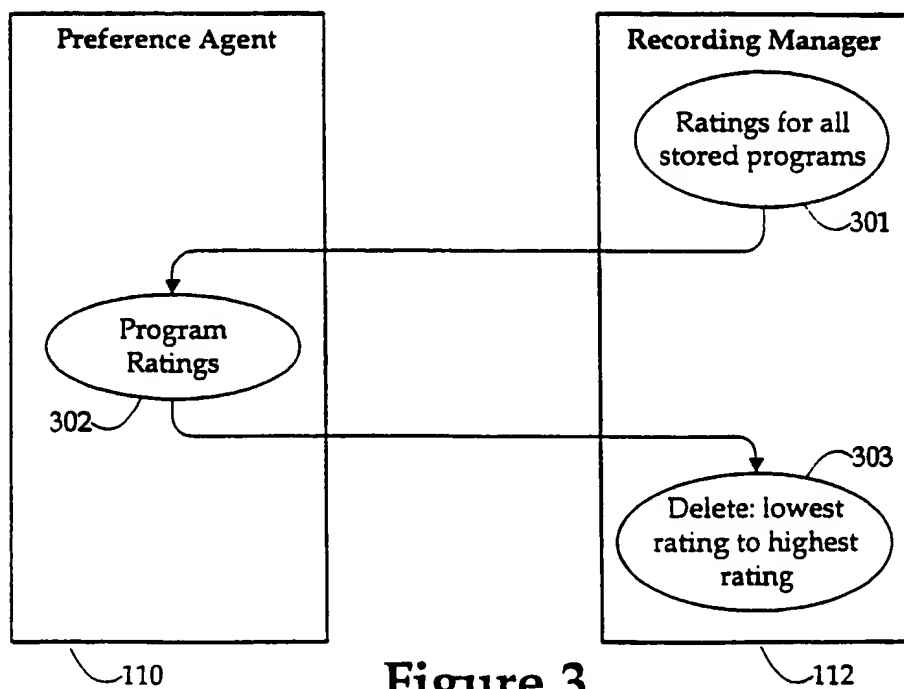 Preference Agent
Recording Manager
Ratings for all
stored programs
301
Program
Ratings
302
303
Delete: lowest
rating to highest
rating
110
112
Figure 3